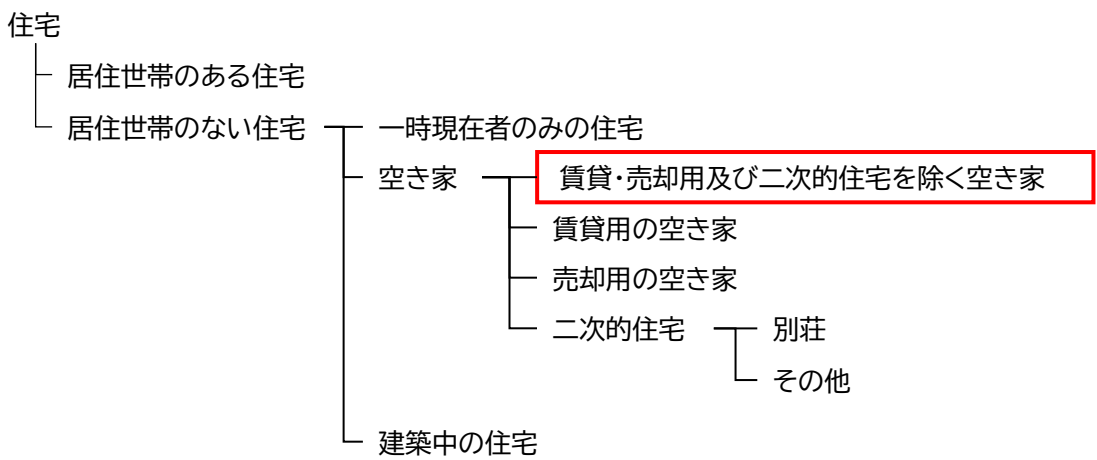 住宅
居住世帯のある住宅
居住世帯のない住宅
一時現在者のみの住宅
空き家
賃貸・売却用及び二次的住宅を除く空き家
賃貸用の空き家
売却用の空き家
二次的住宅
別荘
その他
建築中の住宅